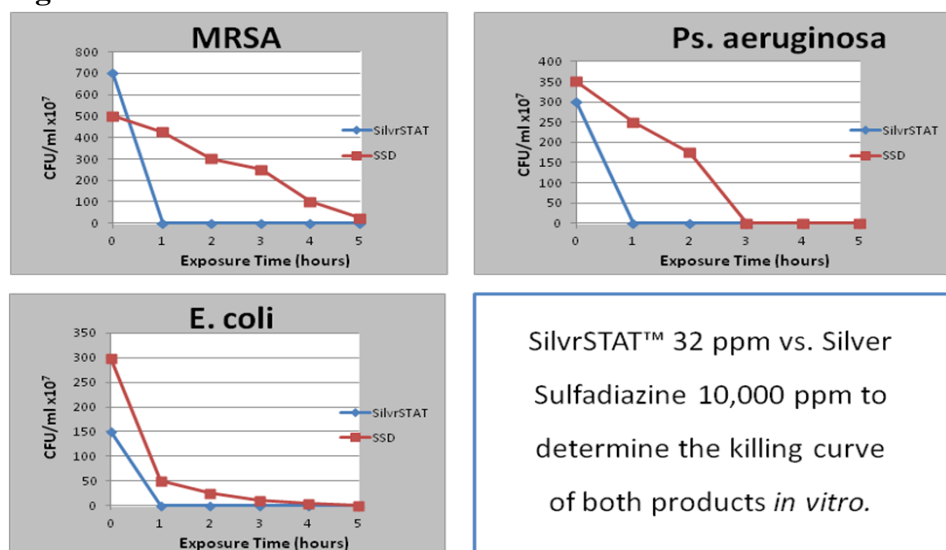 MRSA
800
700
600
500
400
300
200
100
0
CFU/ml x10⁷
0 1 2 3 4 5
Exposure Time (hours)
SilvrSTAT
SSD
Ps. aeruginosa
400
350
300
250
200
150
100
50
0
CFU/ml x10⁷
0 1 2 3 4 5
Exposure Time (hours)
SilvrSTAT
SSD
E. coli
350
300
250
200
150
100
50
0
CFU/ml x10⁷
0 1 2 3 4 5
Exposure Time (hours)
SilvrSTAT
SSD
SilvrSTAT™ 32 ppm vs. Silver
Sulfadiazine 10,000 ppm to
determine the killing curve
of both products in vitro.